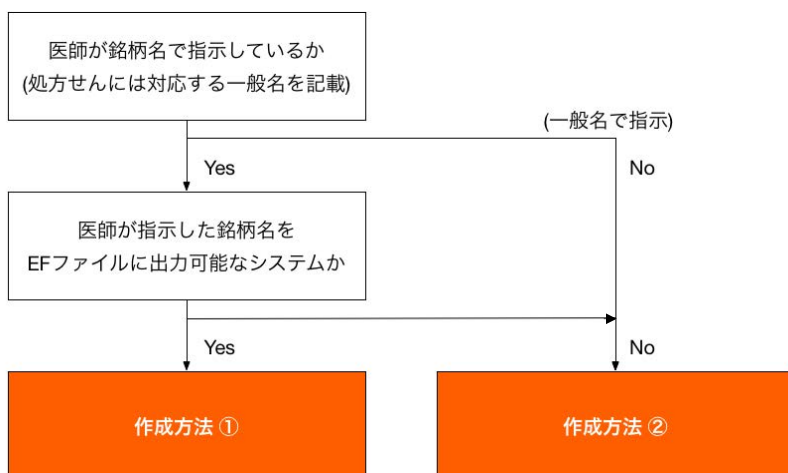 医師が銘柄名で指示しているか
(処方せんには対応する一般名を記載)
(一般名で指示)
Yes
No
医師が指示した銘柄名を
EFファイルに出力可能なシステムか
Yes
No
作成方法 ①
作成方法 ②